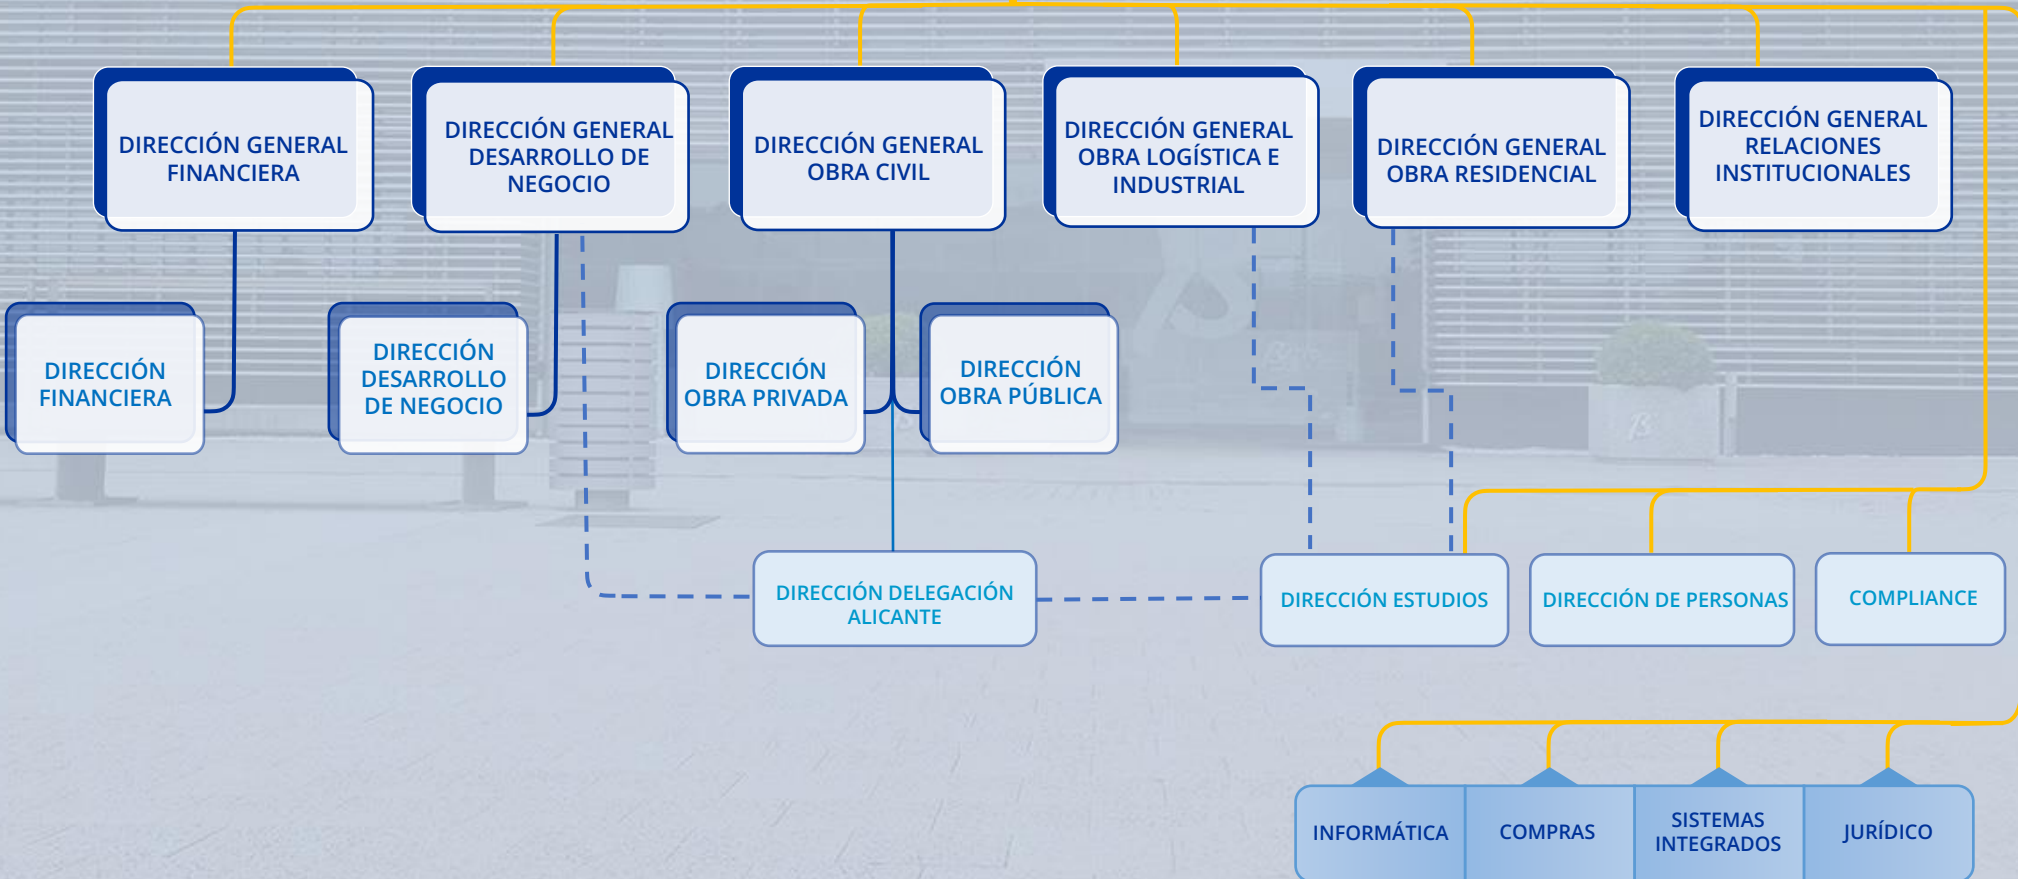 DIRECCIÓN GENERAL
FINANCIERA
DIRECCIÓN GENERAL
DESARROLLO DE
NEGOCIO
DIRECCIÓN GENERAL
OBRA CIVIL
DIRECCIÓN GENERAL
OBRA LOGÍSTICA E
INDUSTRIAL
DIRECCIÓN GENERAL
OBRA RESIDENCIAL
DIRECCIÓN GENERAL
RELACIONES
INSTITUCIONALES
DIRECCIÓN
FINANCIERA
DIRECCIÓN
DESARROLLO
DE NEGOCIO
DIRECCIÓN
OBRA PRIVADA
DIRECCIÓN
OBRA PÚBLICA
DIRECCIÓN DELEGACIÓN
ALICANTE
DIRECCIÓN ESTUDIOS
DIRECCIÓN DE PERSONAS
COMPLIANCE
INFORMÁTICA
COMPRAS
SISTEMAS
INTEGRADOS
JURÍDICO